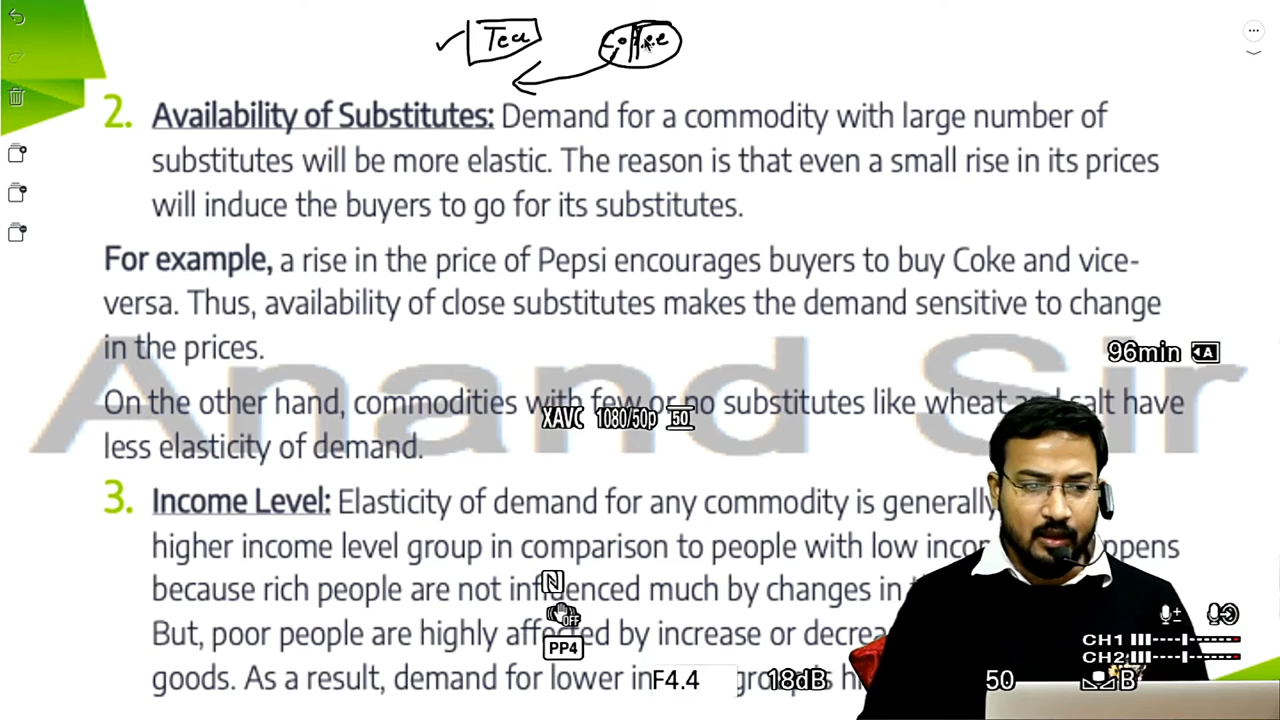 Tea Coffee
2. Availability of Substitutes: Demand for a commodity with large number of
substitutes will be more elastic. The reason is that even a small rise in its prices
will induce the buyers to go for its substitutes.
For example, a rise in the price of Pepsi encourages buyers to buy Coke and vice-
versa. Thus, availability of close substitutes makes the demand sensitive to change
in the prices.
96min A
Anand Sir
On the other hand, commodities with few or no substitutes like wheat and salt have
XAVC 1080/50p 50
less elasticity of demand.
3. Income Level: Elasticity of demand for any commodity is generally
higher income level group in comparison to people with low
because rich people are not influenced much by changes in
N
OFF
But, poor people are highly affected by increase or
PP4
CH1
CH2
goods. As a result, demand for lower
F4.4 18dB 50 B